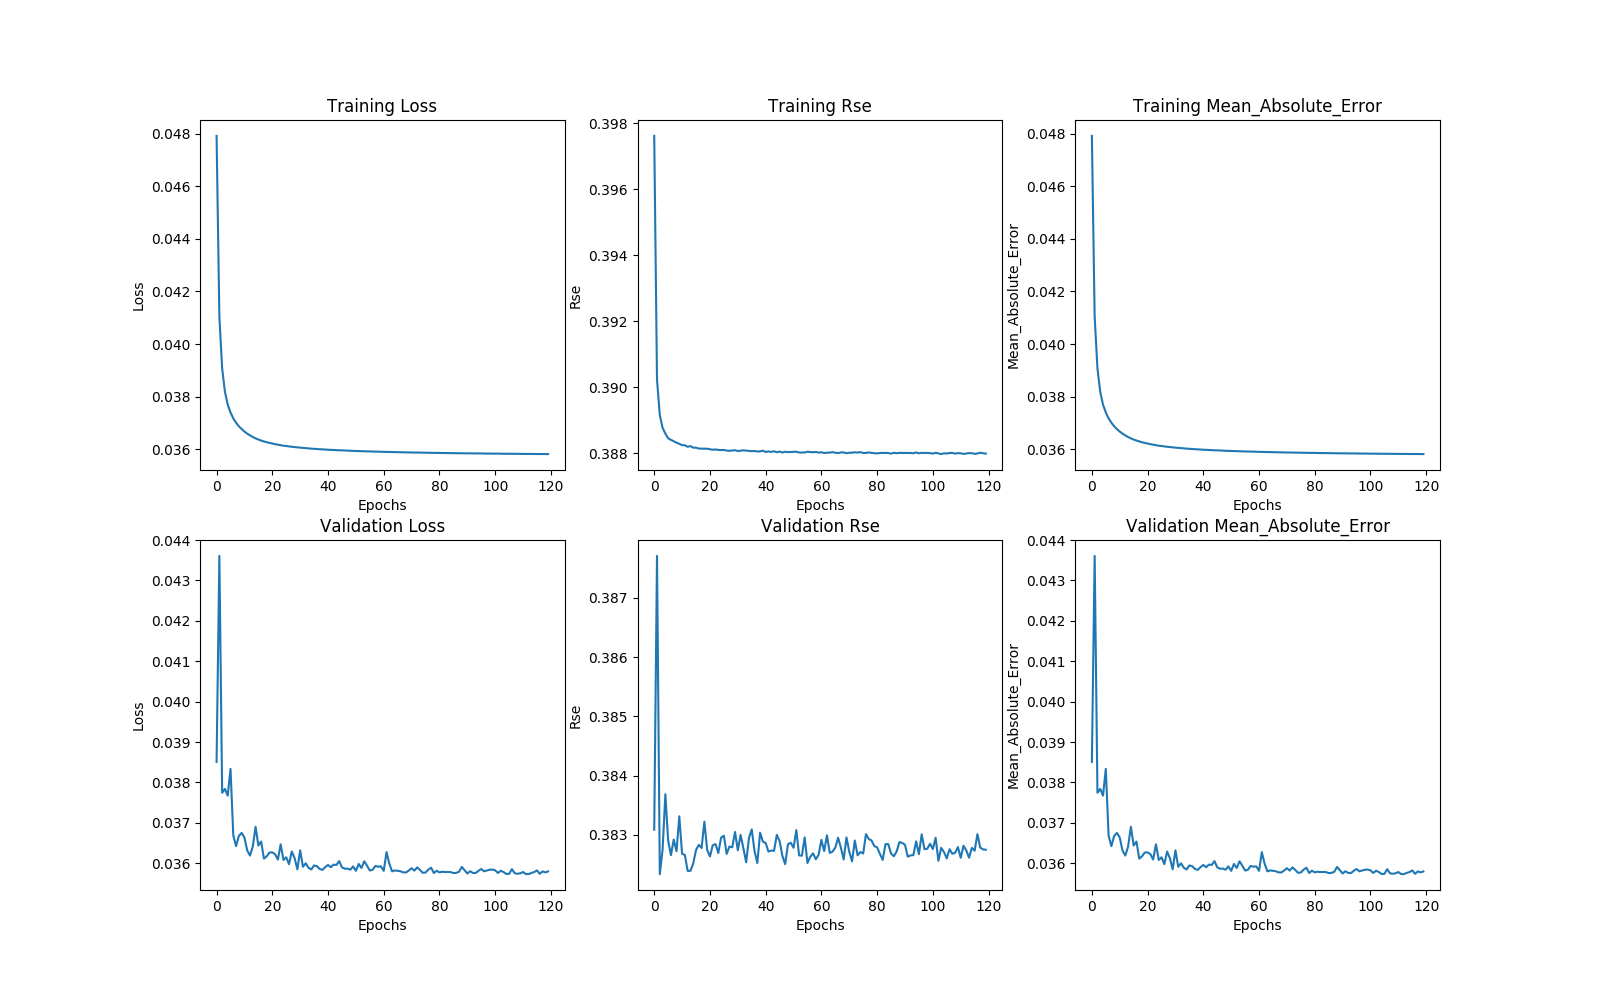 Training Loss
0.048
0.046
0.044
0.042
0.040
0.038
0.036
Loss
0 20 40 60 80 100 120
Epochs
Training Rse
0.398
0.396
0.394
0.392
0.390
0.388
Rse
0 20 40 60 80 100 120
Epochs
Training Mean_Absolute_Error
0.048
0.046
0.044
0.042
0.040
0.038
0.036
Mean_Absolute_Error
0 20 40 60 80 100 120
Epochs
Validation Loss
0.044
0.043
0.042
0.041
0.040
0.039
0.038
0.037
0.036
Loss
0 20 40 60 80 100 120
Epochs
Validation Rse
0.387
0.386
0.385
0.384
0.383
Rse
0 20 40 60 80 100 120
Epochs
Validation Mean_Absolute_Error
0.044
0.043
0.042
0.041
0.040
0.039
0.038
0.037
0.036
Mean_Absolute_Error
0 20 40 60 80 100 120
Epochs